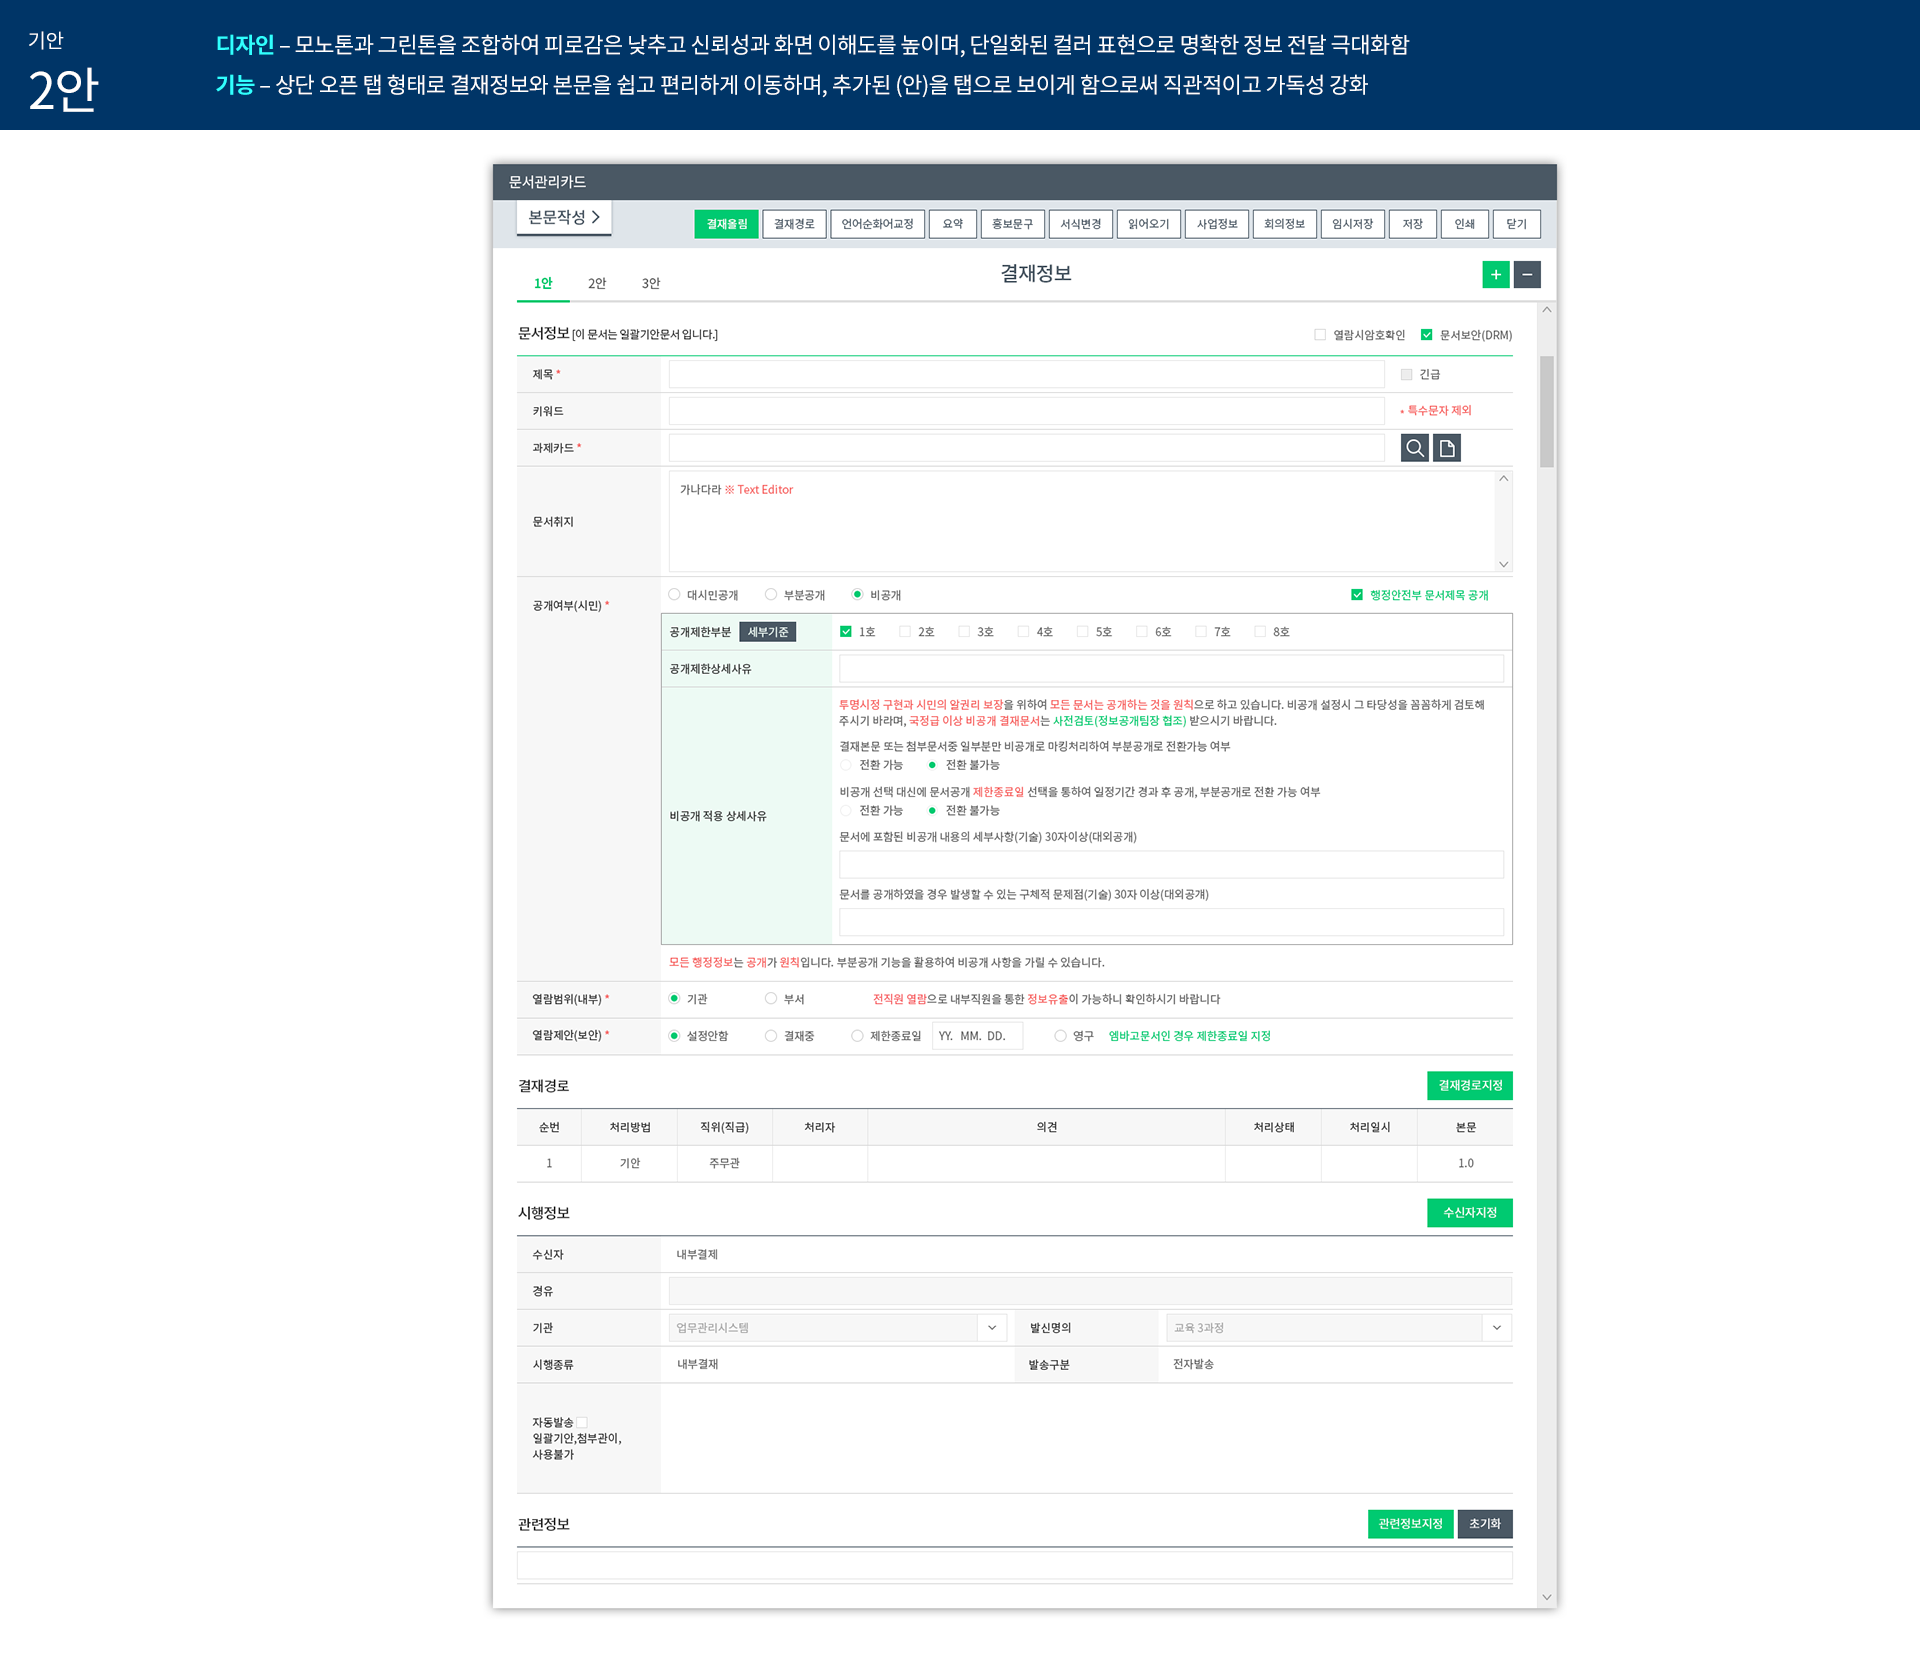 기안
2안
디자인 – 모노톤과 그린톤을 조합하여 피로감은 낮추고 신뢰성과 화면 이해도를 높이며, 단일화된 컬러 표현으로 명확한 정보 전달 극대화함
기능 – 상단 오픈 탭 형태로 결재정보와 본문을 쉽고 편리하게 이동하며, 추가된 (안)을 탭으로 보이게 함으로써 직관적이고 가독성 강화
문서관리카드
본문작성 >
결재올림 결재경로 언어순화어교정 요약 홍보문구 서식변경 읽어오기 사업정보 회의정보 임시저장 저장 인쇄 닫기
1안 2안 3안 결재정보 + −
문서정보 [이 문서는 일괄기안문서 입니다.] 열람시암호확인 문서보안(DRM)
제목 * 긴급
키워드 * 특수문자 제외
과제카드 *
문서취지 가나다라 ※ Text Editor
공개여부(시민) * 대시민공개 부분공개 비공개 행정안전부 문서제목 공개
공개제한부분 세부기준 1호 2호 3호 4호 5호 6호 7호 8호
공개제한상세사유
비공개 적용 상세사유
투명시정 구현과 시민의 알권리 보장을 위하여 모든 문서는 공개하는 것을 원칙으로 하고 있습니다. 비공개 설정시 그 타당성을 꼼꼼하게 검토해
주시기 바라며, 국정급 이상 비공개 결재문서는 사전검토(정보공개팀장 협조) 받으시기 바랍니다.
결재본문 또는 첨부문서중 일부분만 비공개로 마킹처리하여 부분공개로 전환가능 여부
전환 가능 전환 불가능
비공개 선택 대신에 문서공개 제한종료일 선택을 통하여 일정기간 경과 후 공개, 부분공개로 전환 가능 여부
전환 가능 전환 불가능
문서에 포함된 비공개 내용의 세부사항(기술) 30자이상(대외공개)
문서를 공개하였을 경우 발생할 수 있는 구체적 문제점(기술) 30자 이상(대외공걔)
모든 행정정보는 공개가 원칙입니다. 부분공개 기능을 활용하여 비공개 사항을 가릴 수 있습니다.
열람범위(내부) * 기관 부서 전직원 열람으로 내부직원을 통한 정보유출이 가능하니 확인하시기 바랍니다
열람제안(보안) * 설정안함 결재중 제한종료일 YY. MM. DD. 영구 엠바고문서인 경우 제한종료일 지정
결재경로 결재경로지정
순번 처리방법 직위(직급) 처리자 의견 처리상태 처리일시 본문
1 기안 주무관 1.0
시행정보 수신자지정
수신자 내부결제
경유
기관 업무관리시스템 발신명의 교육 3과정
시행종류 내부결재 발송구분 전자발송
자동발송
일괄기안,첨부관이,
사용불가
관련정보 관련정보지정 초기화